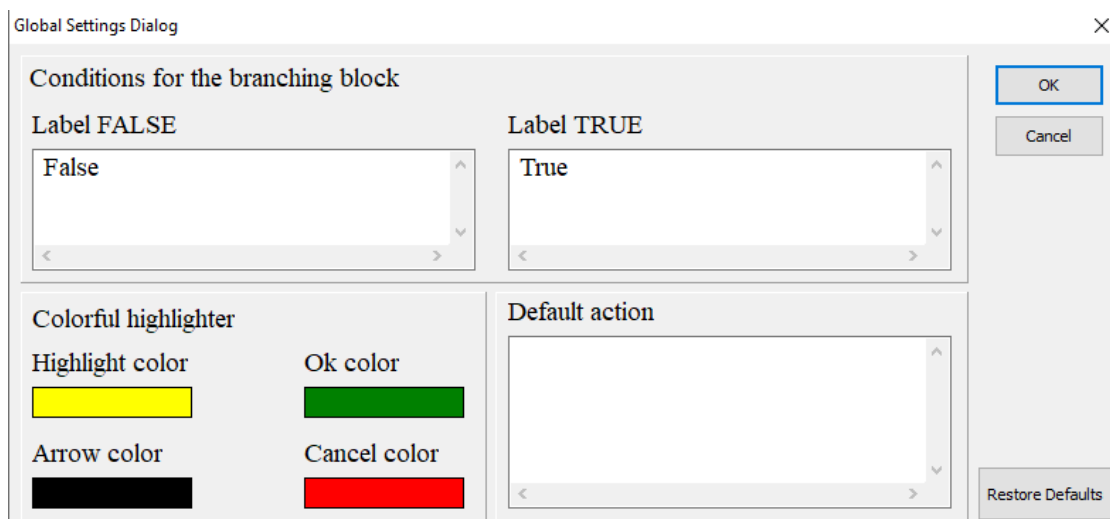 Global Settings Dialog
Conditions for the branching block
OK
Label FALSE
Label TRUE
Cancel
False
True
Colorful highlighter
Default action
Highlight color
Ok color
Arrow color
Cancel color
Restore Defaults